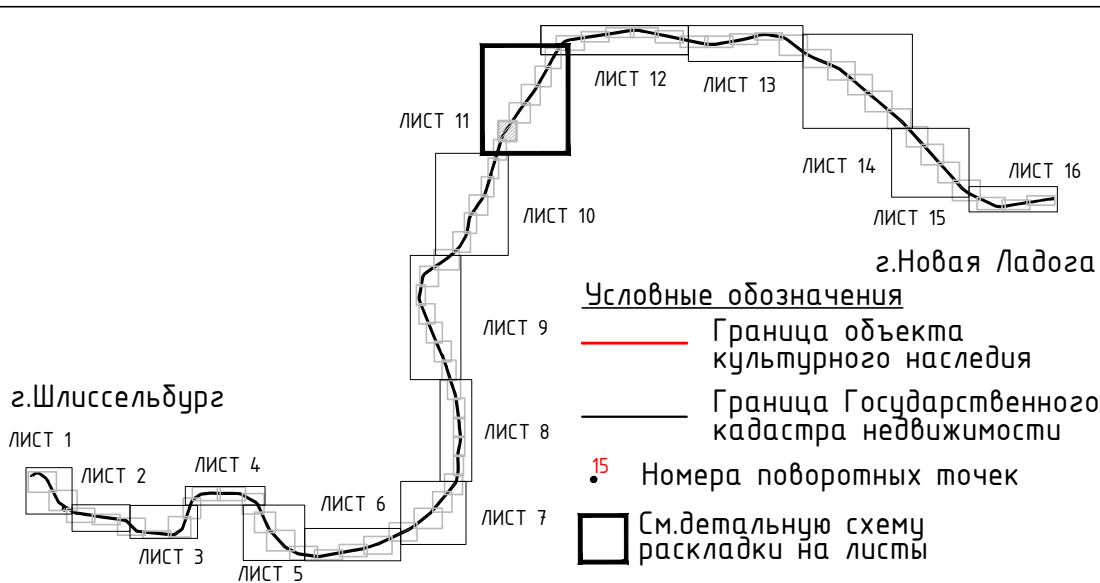 ЛИСТ 12
ЛИСТ 13
ЛИСТ 11
ЛИСТ 14
ЛИСТ 16
ЛИСТ 10
ЛИСТ 15
г.Новая Ладога
Условные обозначения
ЛИСТ 9
Граница объекта
культурного наследия
г.Шлиссельбург
Граница Государственного
кадастра недвижимости
ЛИСТ 8
ЛИСТ 1
ЛИСТ 2
ЛИСТ 4
15
Номера поворотных точек
ЛИСТ 6
ЛИСТ 7
См.детальную схему
раскладки на листы
ЛИСТ 3
ЛИСТ 5